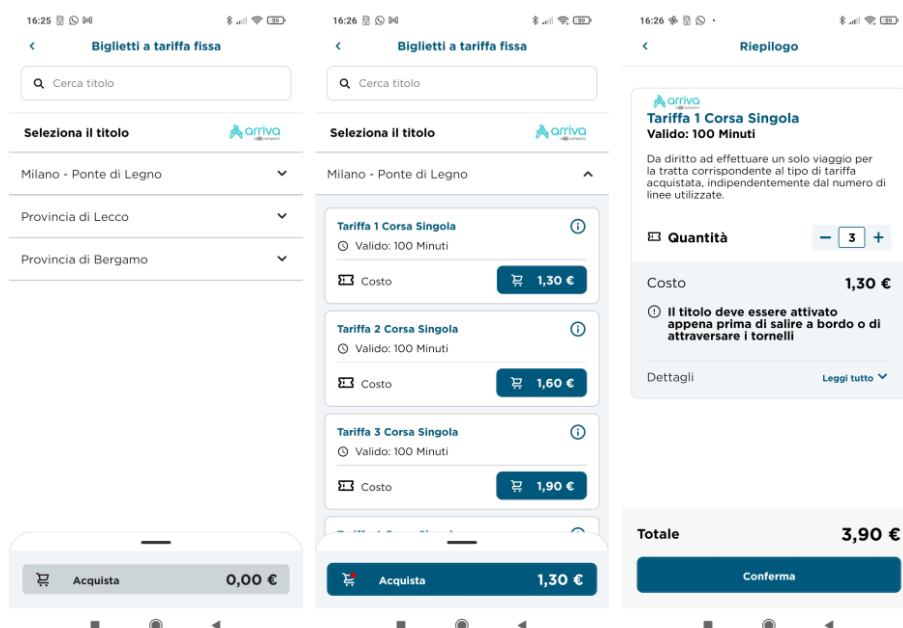 16:25
59
Biglietti a tariffa fissa
Cerca titolo
Seleziona il titolo
arriva
Milano - Ponte di Legno
Provincia di Lecco
Provincia di Bergamo
Acquista
0,00 €
16:26
59
Biglietti a tariffa fissa
Cerca titolo
Seleziona il titolo
arriva
Milano - Ponte di Legno
Tariffa 1 Corsa Singola
Valido: 100 Minuti
Costo
1,30 €
Tariffa 2 Corsa Singola
Valido: 100 Minuti
Costo
1,60 €
Tariffa 3 Corsa Singola
Valido: 100 Minuti
Costo
1,90 €
Acquista
1,30 €
16:26
59
Riepilogo
arriva
Tariffa 1 Corsa Singola
Valido: 100 Minuti
Da diritto ad effettuare un solo viaggio per
la tratta corrispondente al tipo di tariffa
acquistata, indipendentemente dal numero di
linee utilizzate.
Quantità
− 3 +
Costo
1,30 €
Il titolo deve essere attivato
appena prima di salire a bordo o di
attraversare i tornelli
Dettagli
Leggi tutto
Totale
3,90 €
Conferma